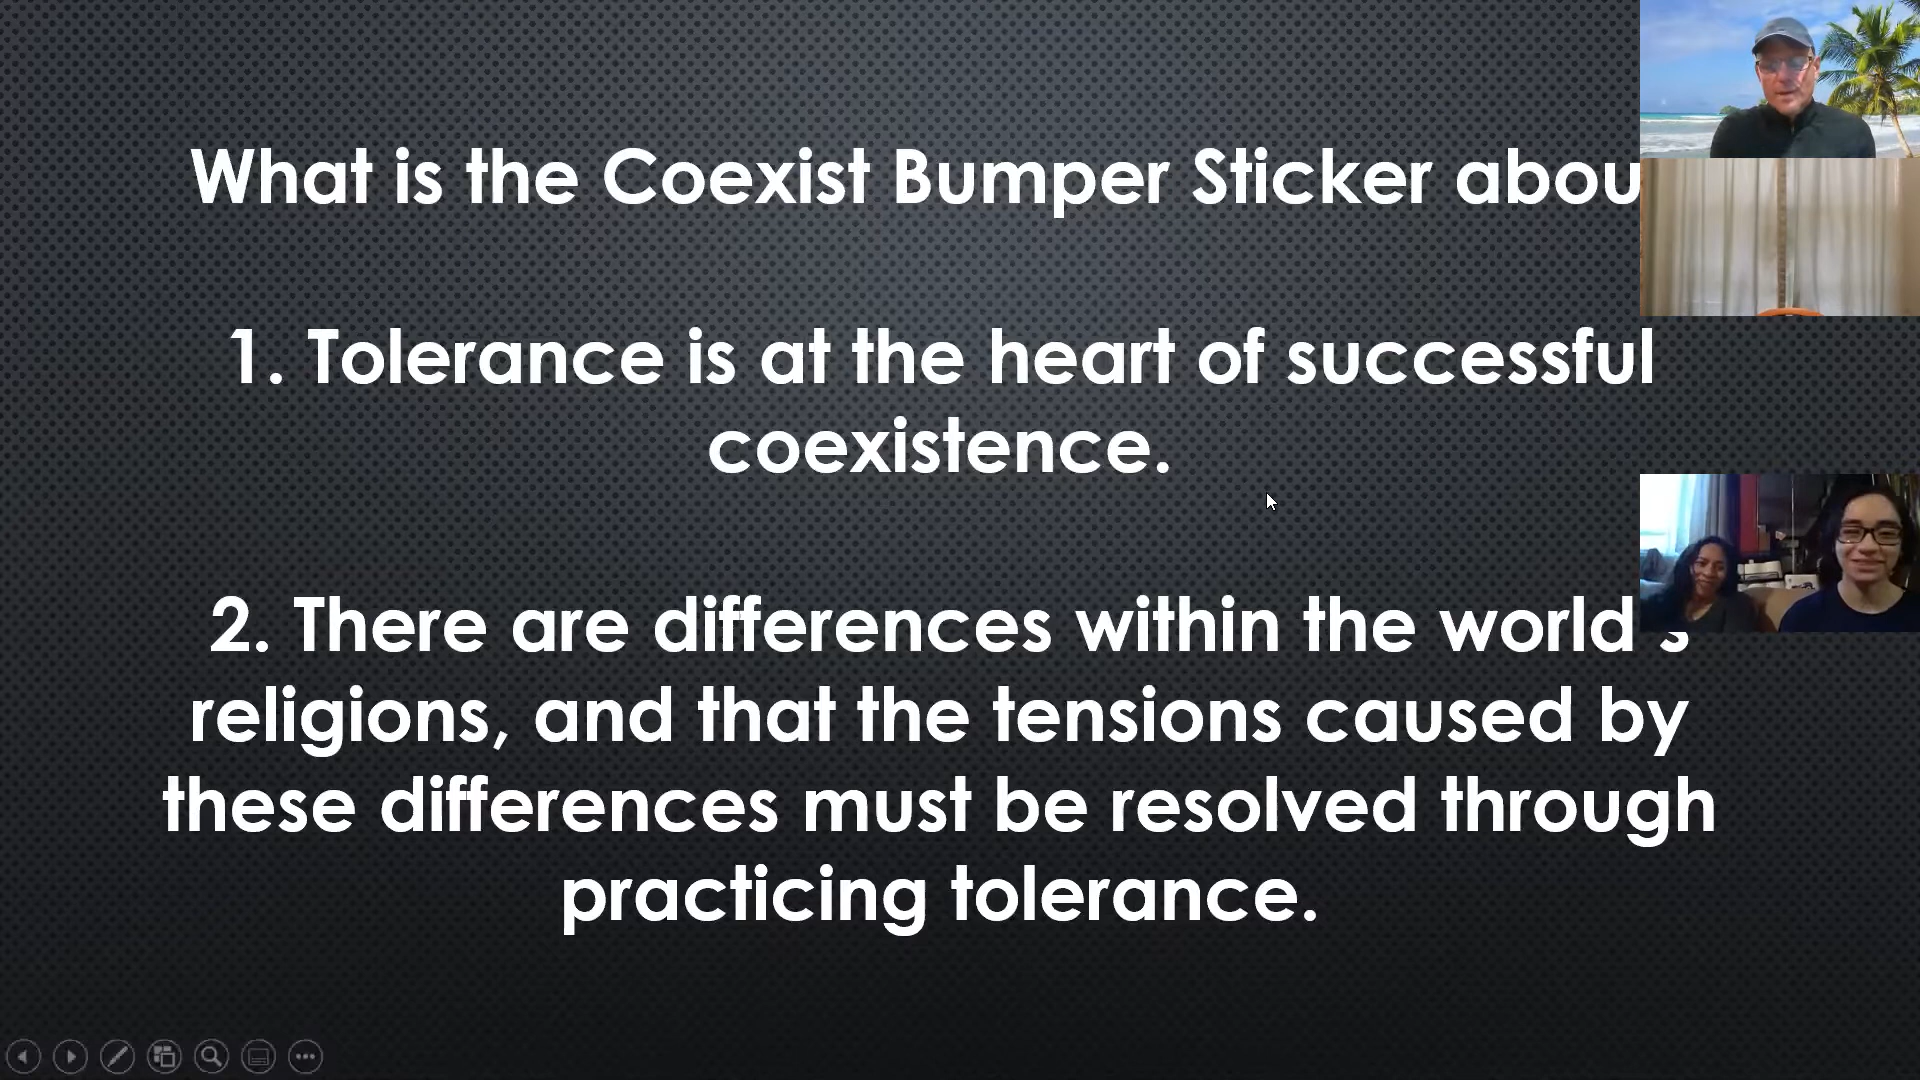 What is the Coexist Bumper Sticker abou
1. Tolerance is at the heart of successful
coexistence.
2. There are differences within the world s
religions, and that the tensions caused by
these differences must be resolved through
practicing tolerance.